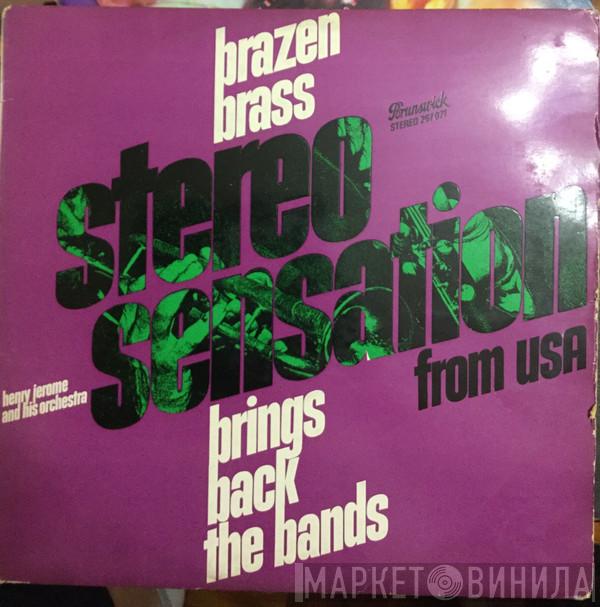 brazen
brass
Brunswick
STEREO 267 071
stereo
sensation
from USA
henry jerome
and his orchestra
brings
back
the bands
МАРКЕТ ВИНИЛА